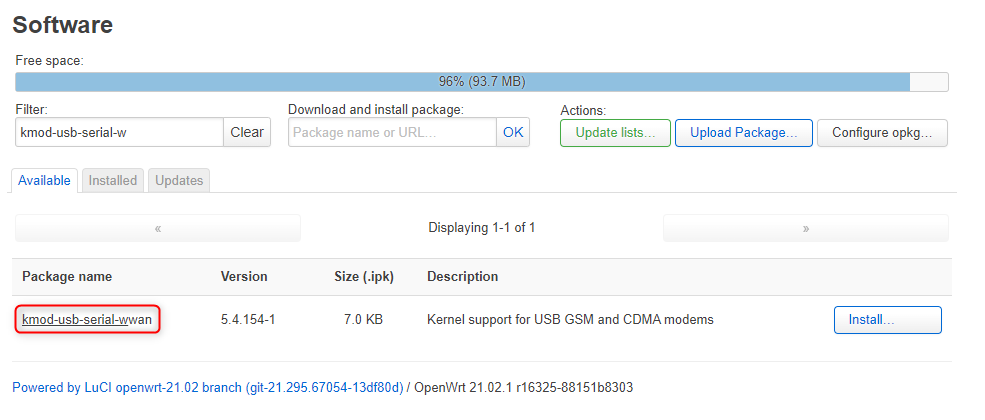 Software
Free space:
96% (93.7 MB)
Filter:
Download and install package:
Actions:
kmod-usb-serial-w Clear Package name or URL... OK Update lists... Upload Package... Configure opkg...
Available Installed Updates
« Displaying 1-1 of 1 »
Package name Version Size (.ipk) Description
kmod-usb-serial-wwan 5.4.154-1 7.0 KB Kernel support for USB GSM and CDMA modems Install...
Powered by LuCI openwrt-21.02 branch (git-21.295.67054-13df80d) / OpenWrt 21.02.1 r16325-88151b8303